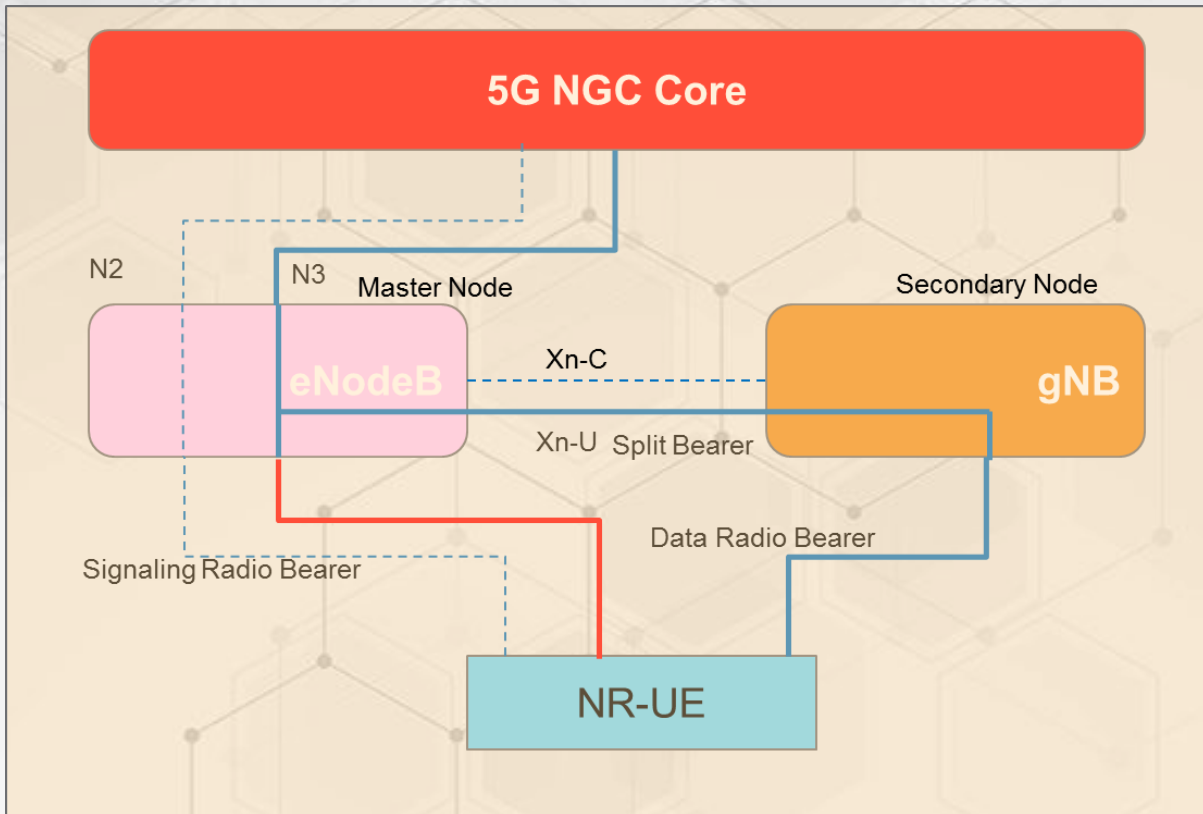 5G NGC Core
N2
N3
Master Node
Secondary Node
eNodeB
Xn-C
gNB
Xn-U
Split Bearer
Data Radio Bearer
Signaling Radio Bearer
NR-UE